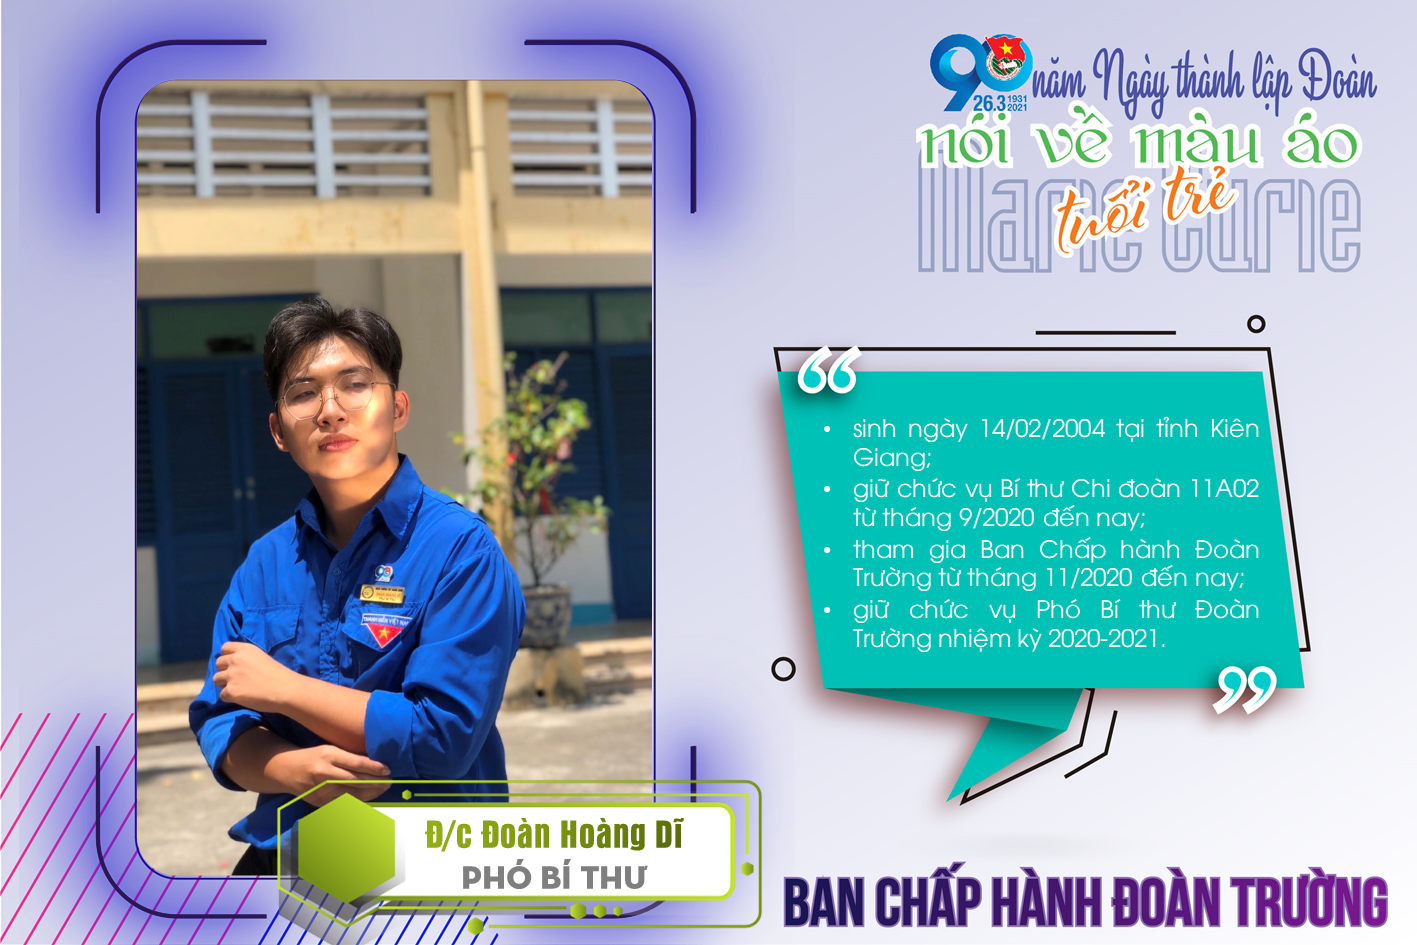 90 năm Ngày thành lập Đoàn
26.3 1931 2021
nói về màu áo
tuổi trẻ
Marie Curie
sinh ngày 14/02/2004 tại tỉnh Kiên
Giang;
giữ chức vụ Bí thư Chi đoàn 11A02
từ tháng 9/2020 đến nay;
tham gia Ban Chấp hành Đoàn
Trường từ tháng 11/2020 đến nay;
giữ chức vụ Phó Bí thư Đoàn
Trường nhiệm kỳ 2020-2021.
THANH NIÊN VIỆT NAM
Đ/c Đoàn Hoàng Dĩ
PHÓ BÍ THƯ
BAN CHẤP HÀNH ĐOÀN TRƯỜNG